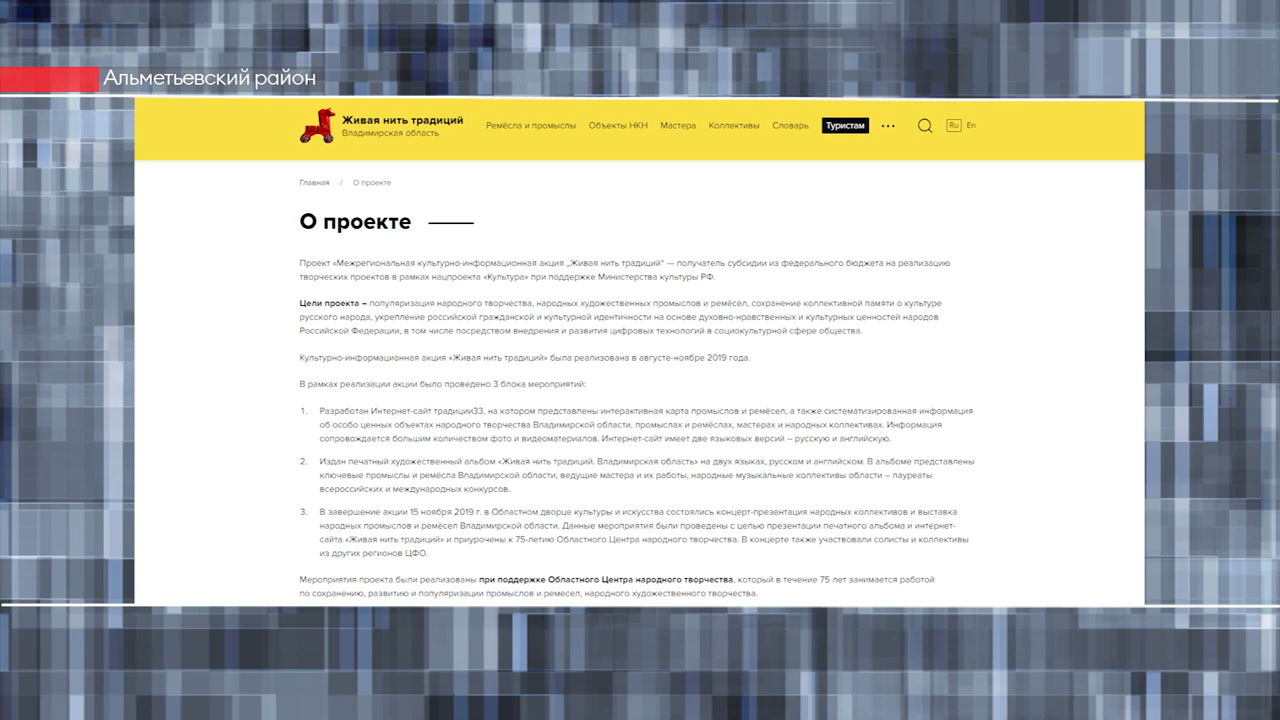 Альметьевский район
Живая нить традиций
Владимирская область
Ремёсла и промыслы Объекты НКН Мастера Коллективы Словарь Туристам ... Ru En
Главная / О проекте
О проекте
Проект «Межрегиональная культурно-информационная акция „Живая нить традиций“ — получатель субсидии из федерального бюджета на реализацию
творческих проектов в рамках нацпроекта «Культура» при поддержке Министерства культуры РФ.
Цели проекта – популяризация народного творчества, народных художественных промыслов и ремёсел, сохранение коллективной памяти о культуре
русского народа, укрепление российской гражданской и культурной идентичности на основе духовно-нравственных и культурных ценностей народов
Российской Федерации, в том числе посредством внедрения и развития цифровых технологий в социокультурной сфере общества.
Культурно-информационная акция «Живая нить традиций» была реализована в августе-ноябре 2019 года.
В рамках реализации акции было проведено 3 блока мероприятий:
1. Разработан Интернет-сайт традиции33, на котором представлены интерактивная карта промыслов и ремёсел, а также систематизированная информация
об особо ценных объектах народного творчества Владимирской области, промыслах и ремёслах, мастерах и народных коллективах. Информация
сопровождается большим количеством фото и видеоматериалов. Интернет-сайт имеет две языковых версий – русскую и английскую.
2. Издан печатный художественный альбом «Живая нить традиций. Владимирская область» на двух языках, русском и английском. В альбоме представлены
ключевые промыслы и ремёсла Владимирской области, ведущие мастера и их работы, народные музыкальные коллективы области – лауреаты
всероссийских и международных конкурсов.
3. В завершение акции 15 ноября 2019 г. в Областном дворце культуры и искусства состоялись концерт-презентация народных коллективов и выставка
народных промыслов и ремёсел Владимирской области. Данные мероприятия были проведены с целью презентации печатного альбома и интернет-
сайта «Живая нить традиций» и приурочены к 75-летию Областного Центра народного творчества. В концерте также участвовали солисты и коллективы
из других регионов ЦФО.
Мероприятия проекта были реализованы при поддержке Областного Центра народного творчества, который в течение 75 лет занимается работой
по сохранению, развитию и популяризации промыслов и ремесел, народного художественного творчества.